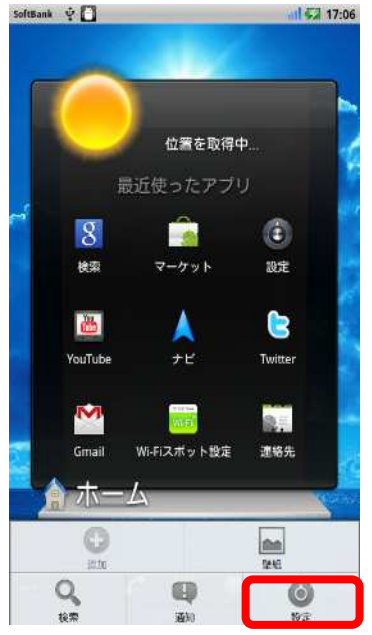 SoftBank 17:06
位置を取得中...
最近使ったアプリ
検索 マーケット 設定
YouTube ナビ Twitter
Gmail Wi-Fiスポット設定 連絡先
ホーム
追加 壁紙
検索 通知 設定